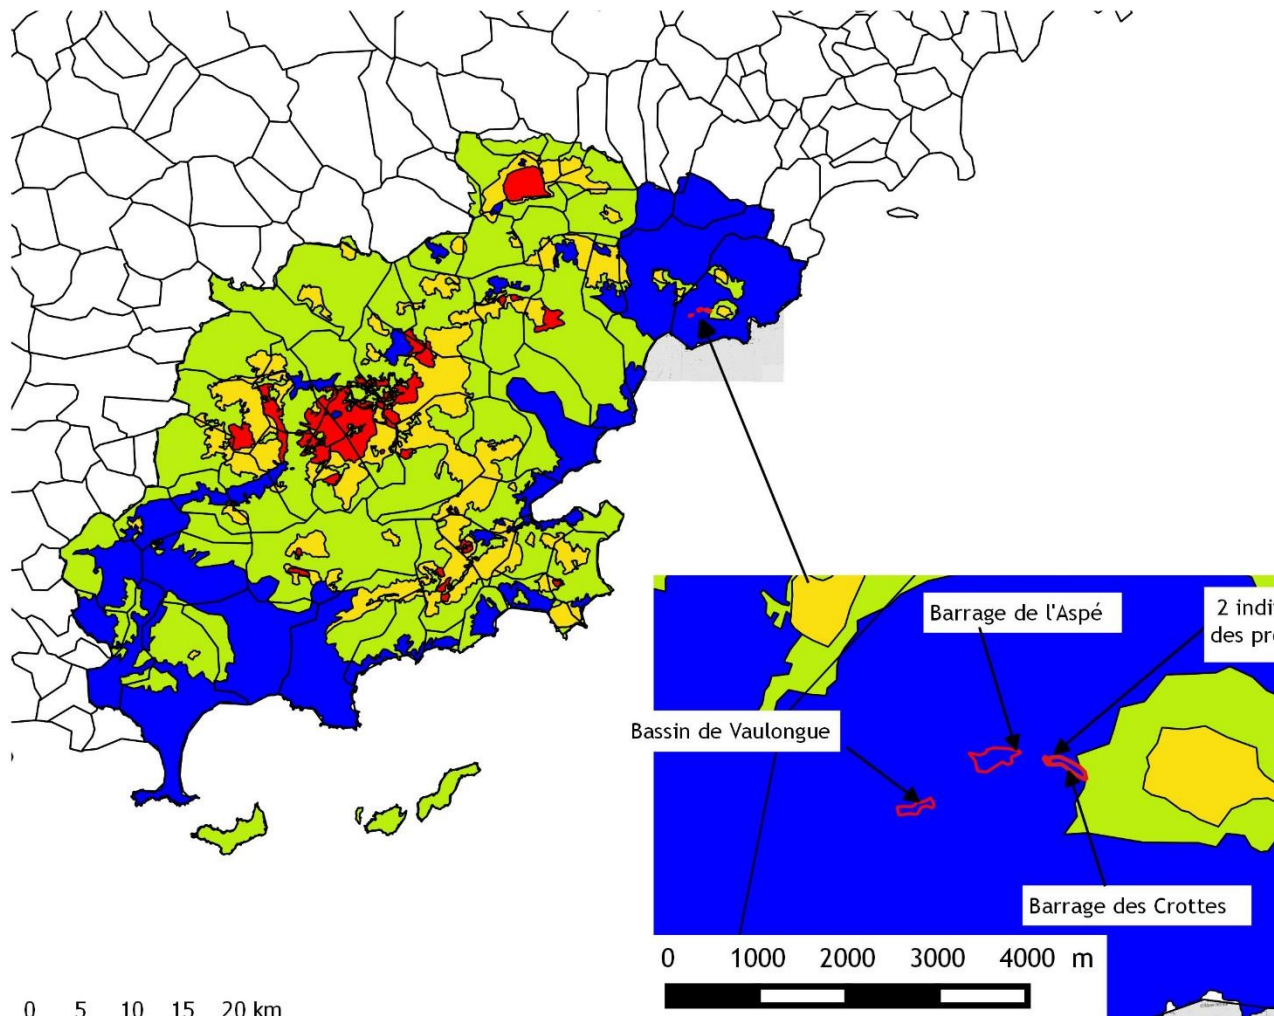 Barrage de l'Aspé
2 indi
des pr
Bassin de Vaulongue
Barrage des Crottes
0 1000 2000 3000 4000 m
0 5 10 15 20 km